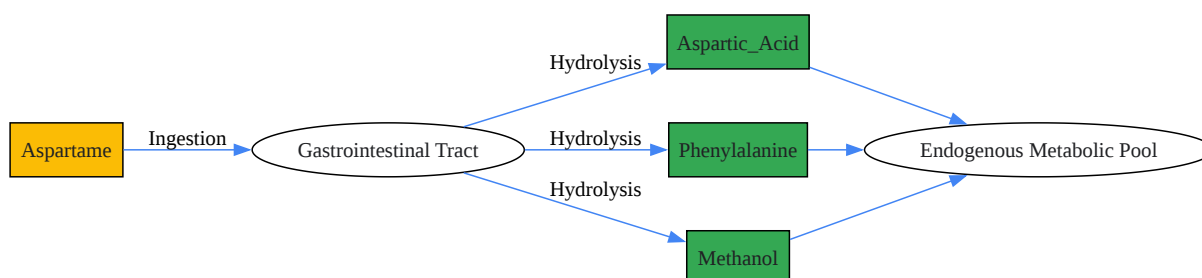 Aspartame
Ingestion
Gastrointestinal Tract
Hydrolysis
Hydrolysis
Hydrolysis
Aspartic_Acid
Phenylalanine
Methanol
Endogenous Metabolic Pool